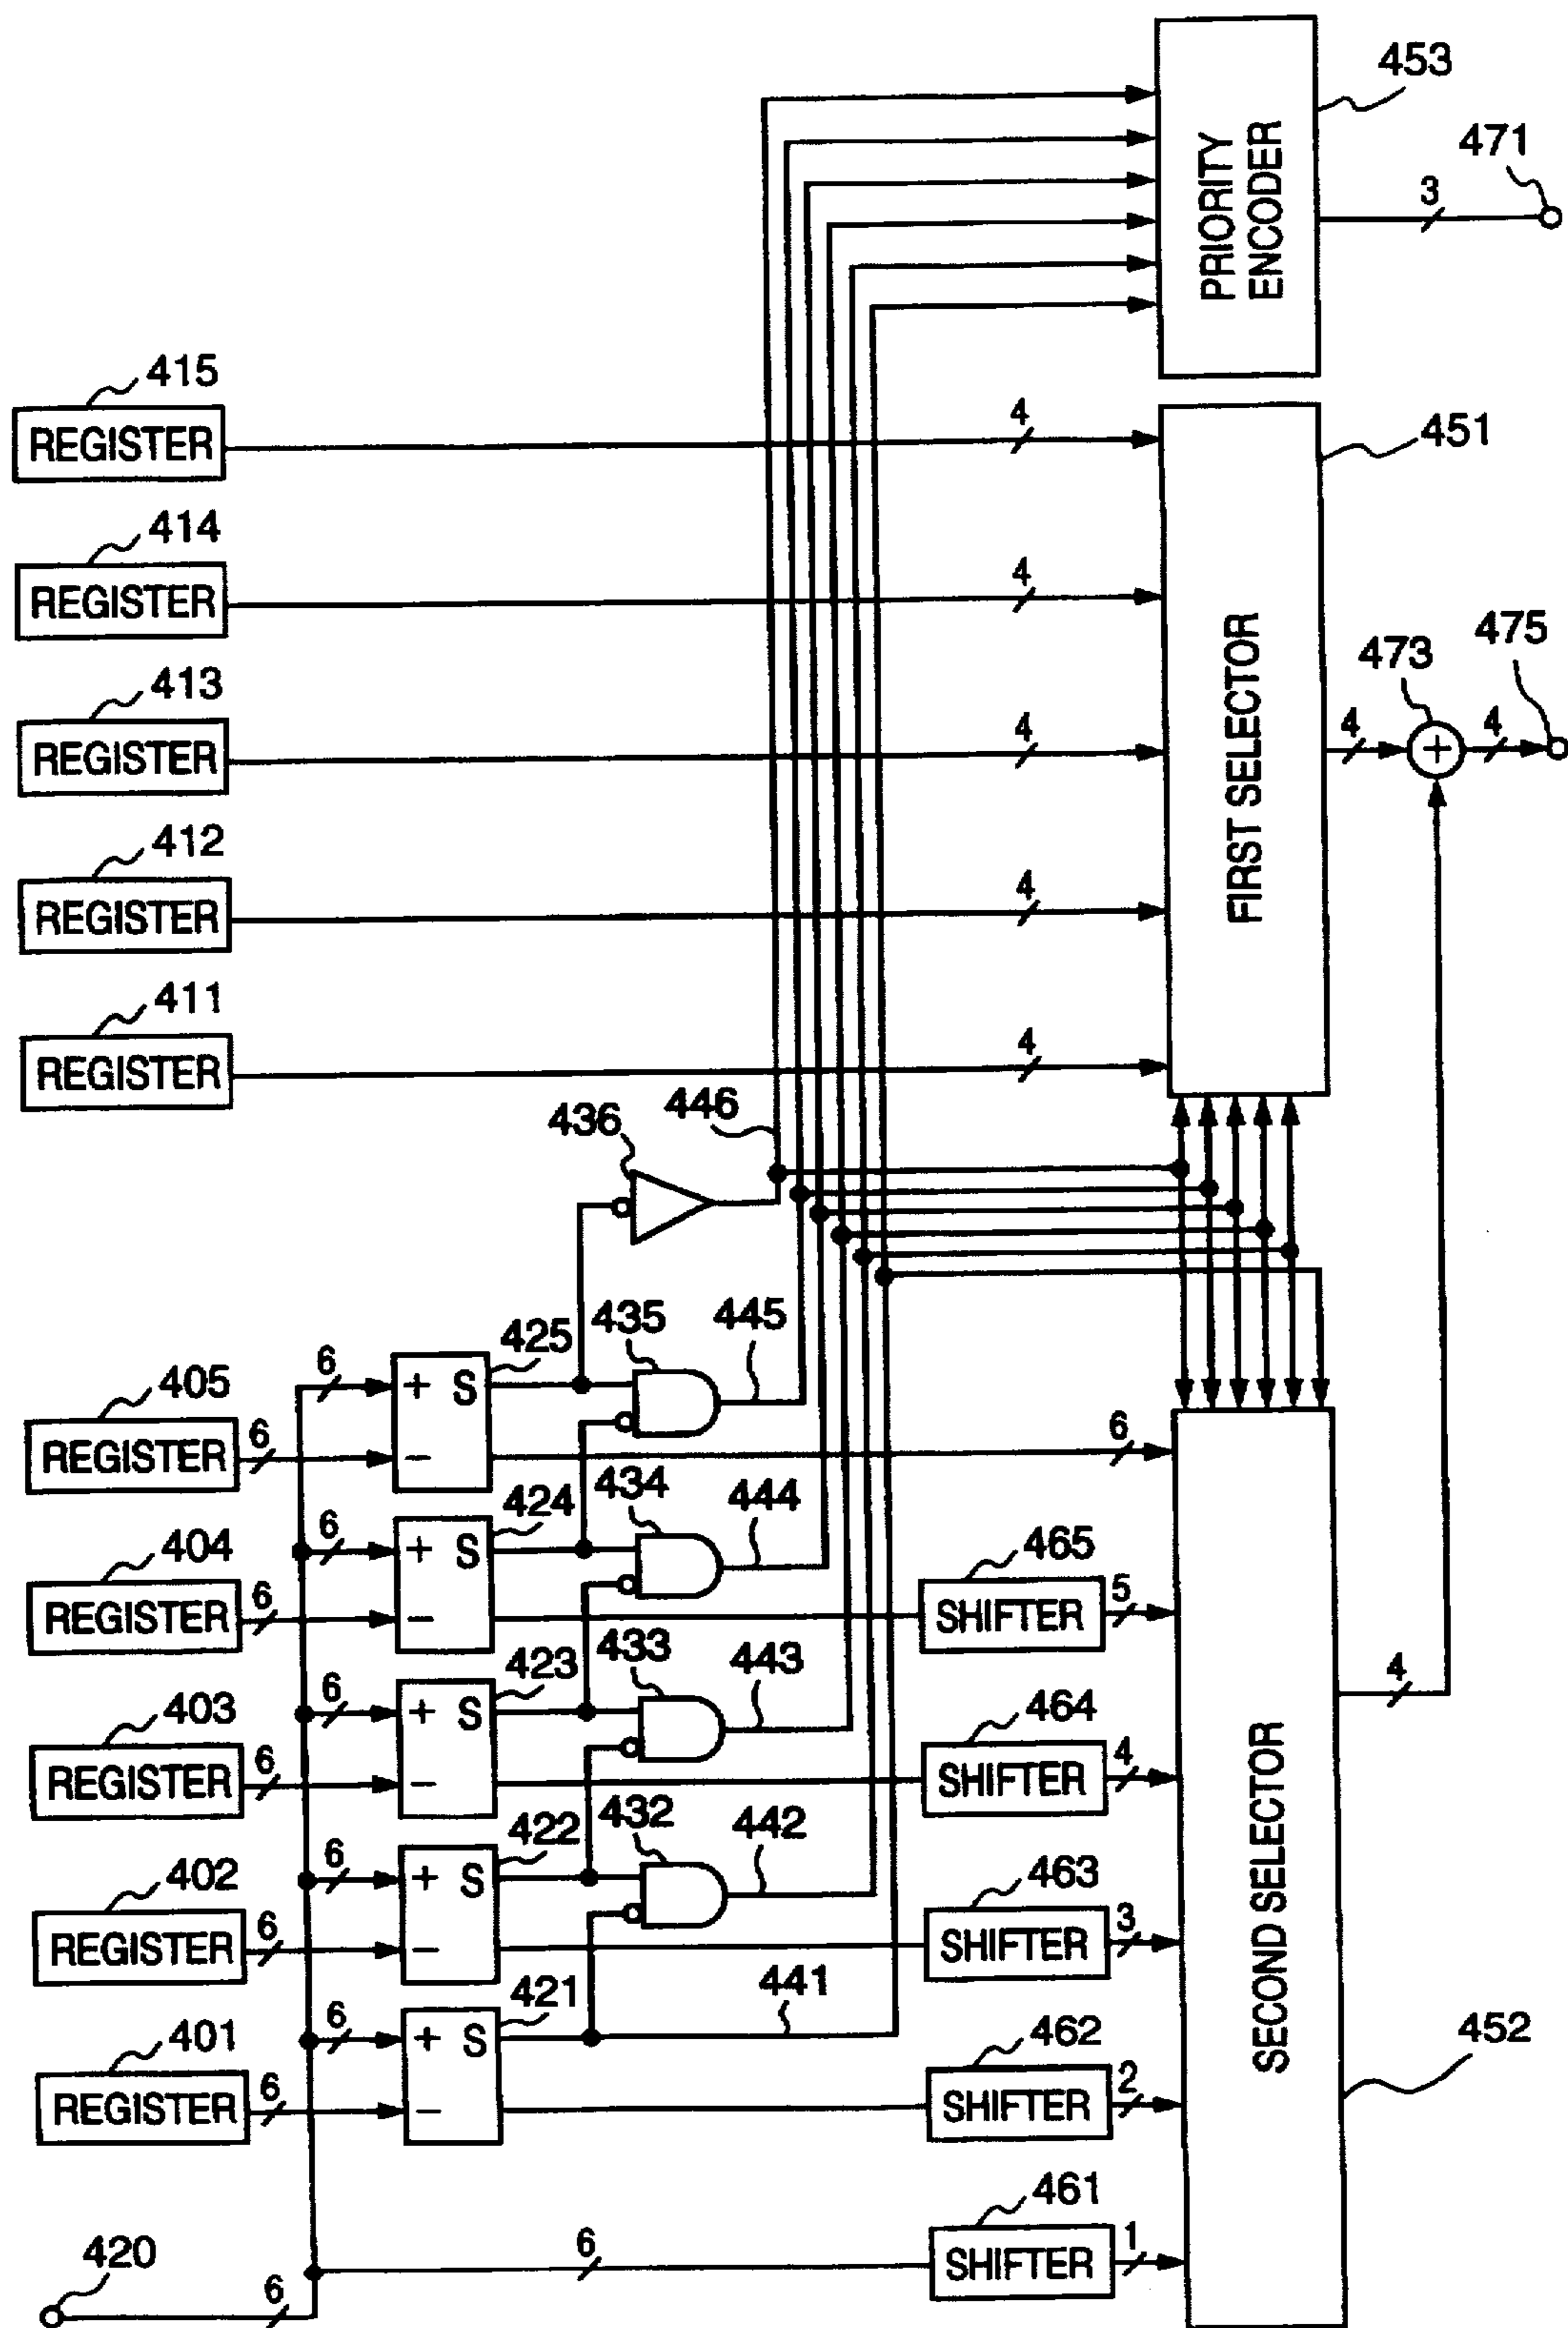 453
PRIORITY
ENCODER
3
471
415
REGISTER
4
451
414
REGISTER
4
FIRST SELECTOR
475
473
413
REGISTER
4
4
4
+
412
REGISTER
4
411
REGISTER
4
436
446
435
445
425
6
+ S
−
405
REGISTER
6
6
434
444
424
6
+ S
−
404
REGISTER
6
465
SHIFTER
5
433
443
423
6
+ S
−
403
REGISTER
6
464
SHIFTER
4
4
432
442
422
6
+ S
−
402
REGISTER
6
463
SHIFTER
3
SECOND SELECTOR
421
441
6
+ S
−
401
REGISTER
6
462
SHIFTER
2
452
461
SHIFTER
1
420
6
6